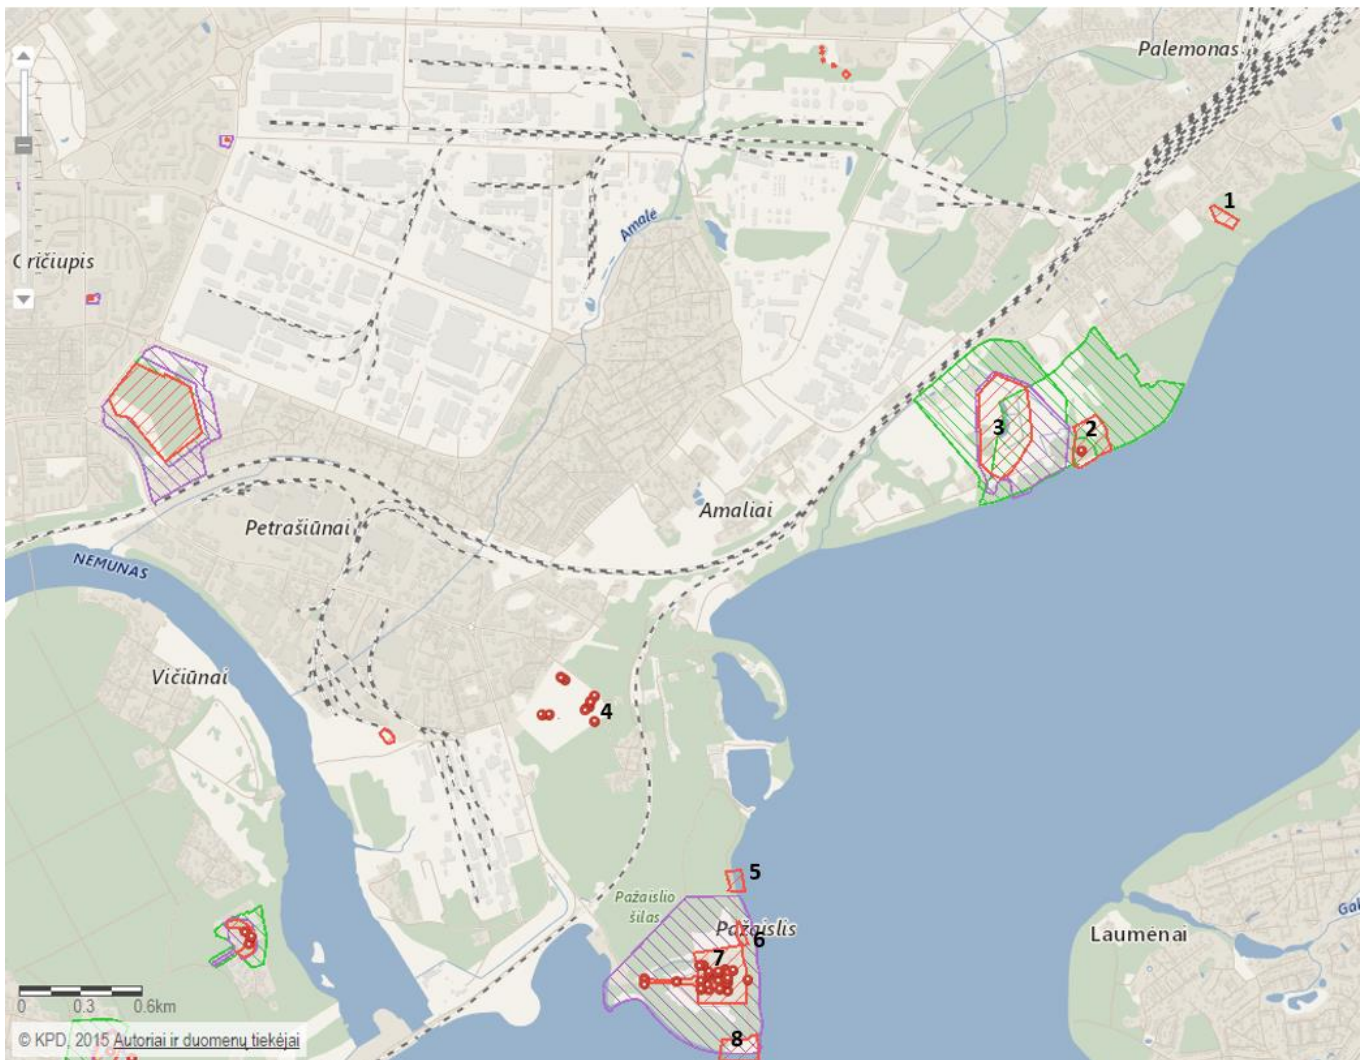 Palemonas
1
Amalė
Gričiupis
3
2
Amaliai
Petrašiūnai
NEMUNAS
Vičiūnai
4
5
Pažaislio
šilas
Pažaislis
6
Laumėnai
7
0 0.3 0.6km
8
© KPD, 2015 Autoriai ir duomenų tiekėjai